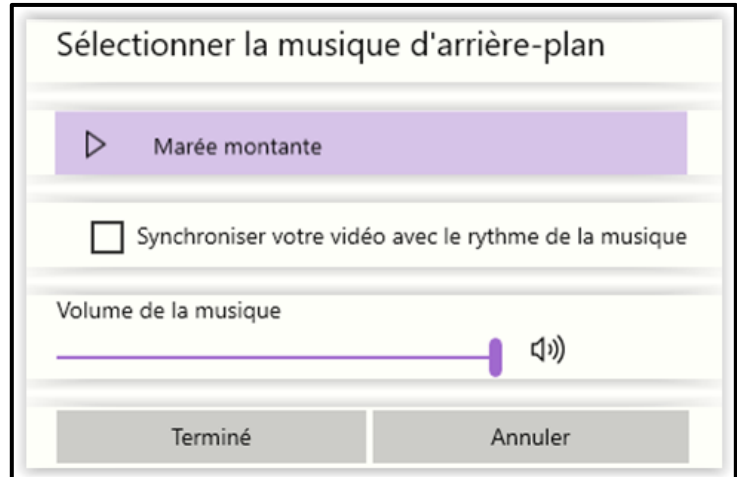 Sélectionner la musique d'arrière-plan
Marée montante
Synchroniser votre vidéo avec le rythme de la musique
Volume de la musique
Terminé Annuler